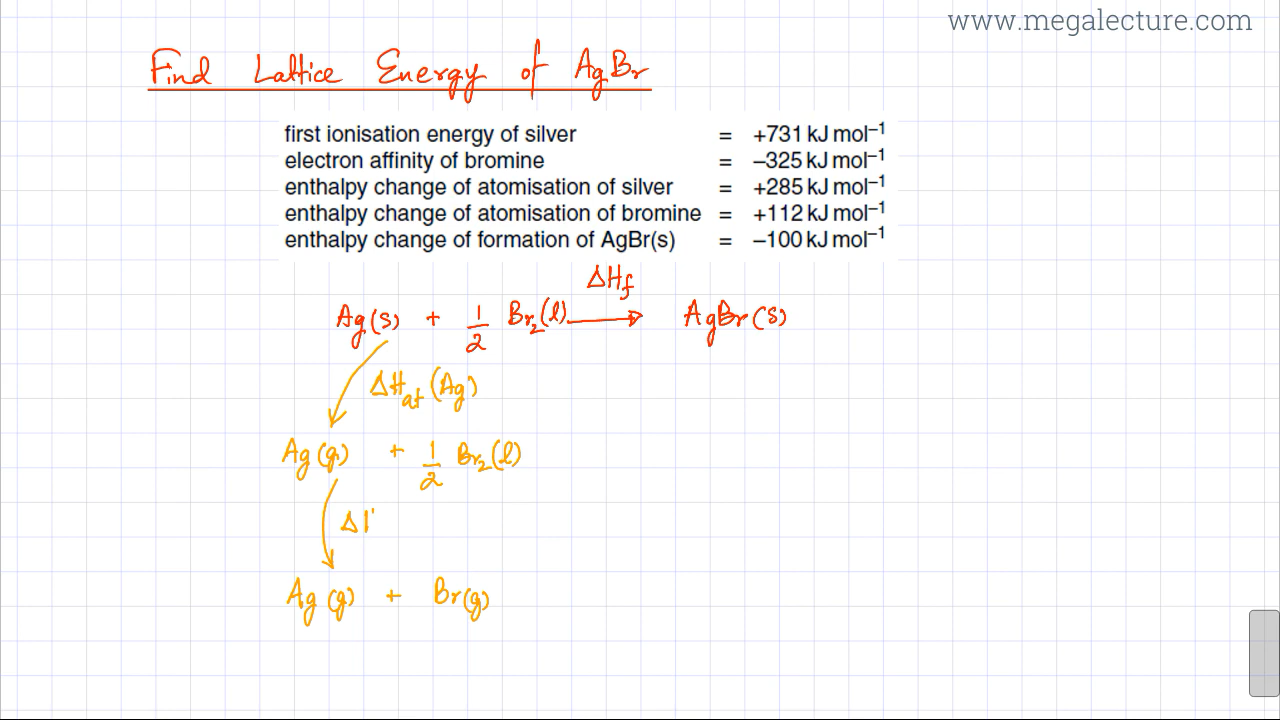 www.megalecture.com
Find Lattice Energy of AgBr
first ionisation energy of silver = +731 kJ mol⁻¹
electron affinity of bromine = –325 kJ mol⁻¹
enthalpy change of atomisation of silver = +285 kJ mol⁻¹
enthalpy change of atomisation of bromine = +112 kJ mol⁻¹
enthalpy change of formation of AgBr(s) = –100 kJ mol⁻¹
ΔH_f
Ag(s) + 1/2 Br₂(l) → AgBr(s)
ΔH_at (Ag)
Ag(g) + 1/2 Br₂(l)
Δ
Ag(g) + Br(g)